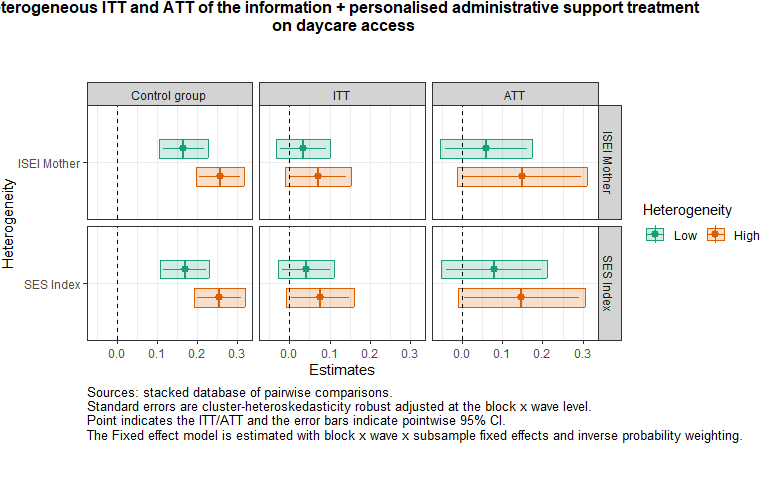 terogeneous ITT and ATT of the information + personalised administrative support treatment
on daycare access
Control group
ITT
ATT
ISEI Mother
ISEI Mother
SES Index
SES Index
Heterogeneity
0.0 0.1 0.2 0.3
0.0 0.1 0.2 0.3
0.0 0.1 0.2 0.3
Estimates
Heterogeneity
Low
High
Sources: stacked database of pairwise comparisons.
Standard errors are cluster-heteroskedasticity robust adjusted at the block x wave level.
Point indicates the ITT/ATT and the error bars indicate pointwise 95% CI.
The Fixed effect model is estimated with block x wave x subsample fixed effects and inverse probability weighting.